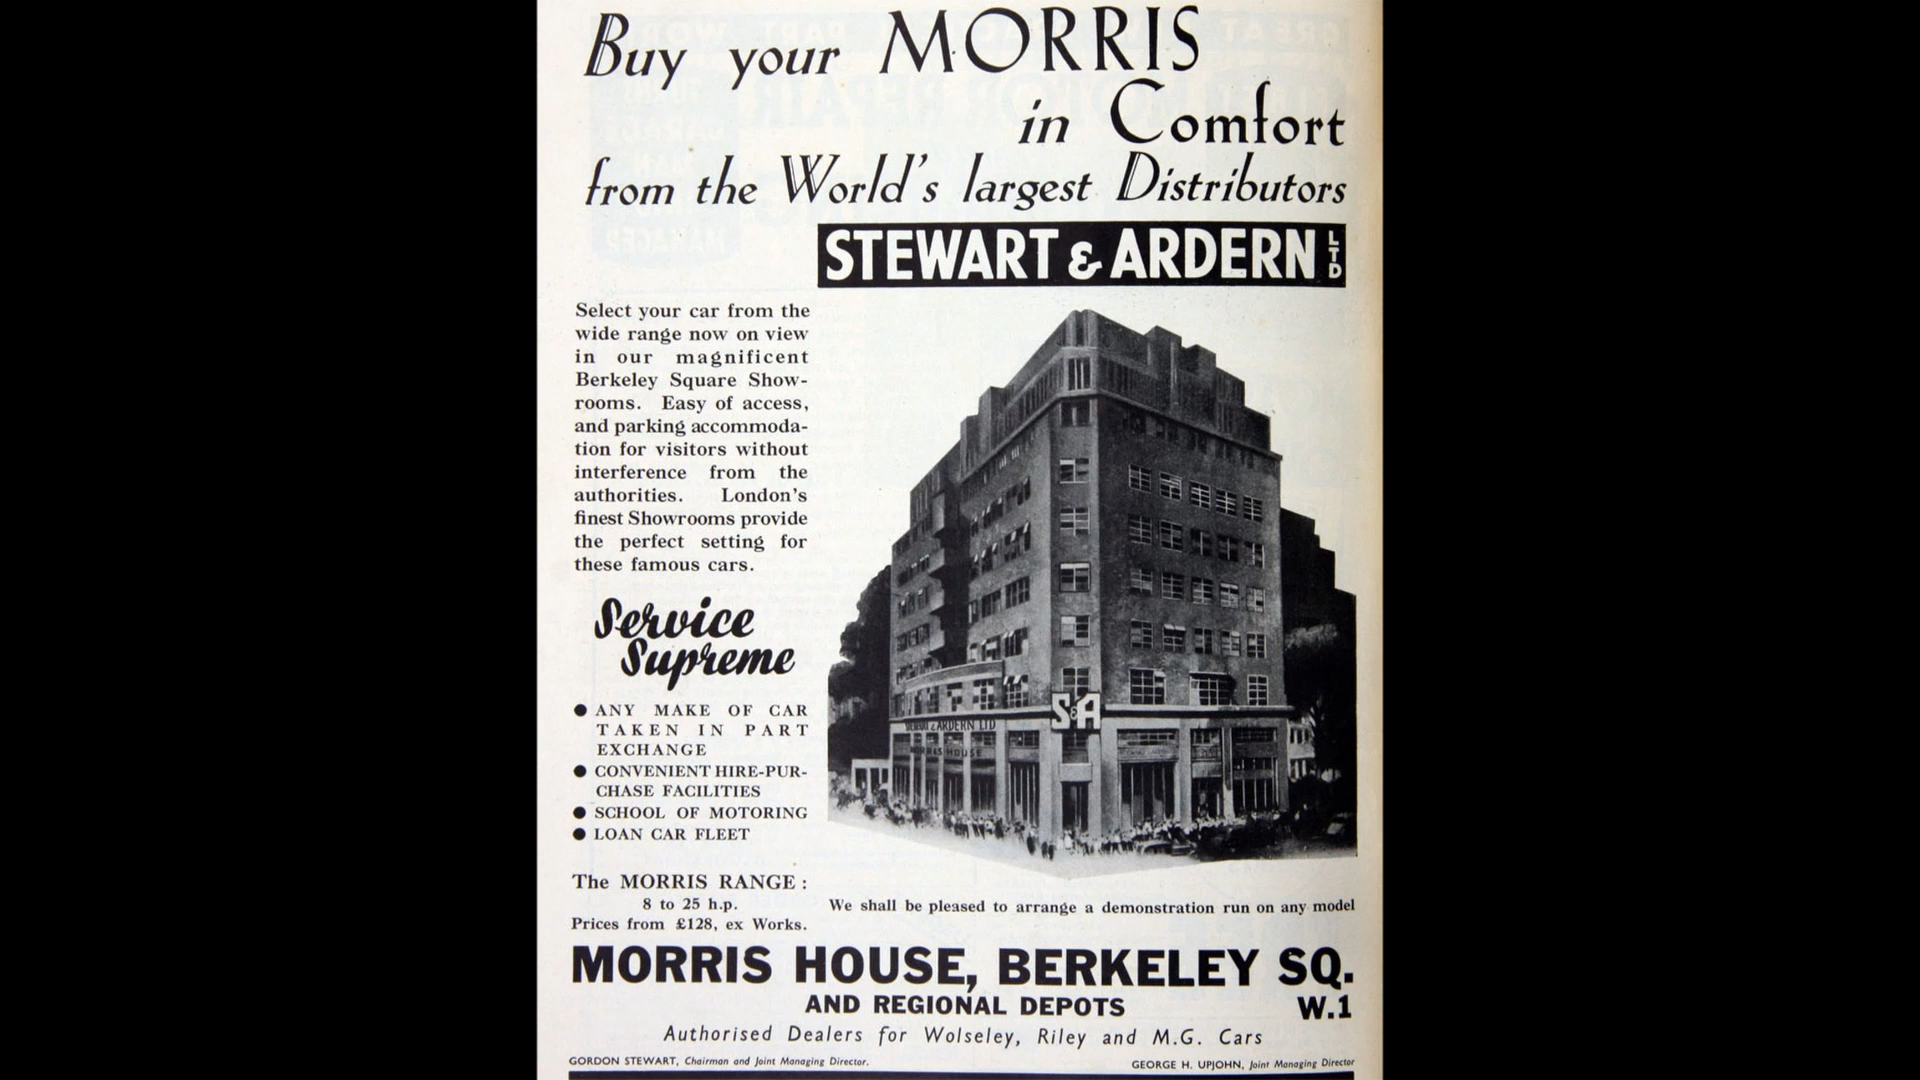 Buy your MORRIS
in Comfort
from the World's largest Distributors
STEWART & ARDERN LTD
Select your car from the
wide range now on view
in our magnificent
Berkeley Square Show-
rooms. Easy of access,
and parking accommoda-
tion for visitors without
interference from the
authorities. London's
finest Showrooms provide
the perfect setting for
these famous cars.
Service
Supreme
● ANY MAKE OF CAR
TAKEN IN PART
EXCHANGE
● CONVENIENT HIRE-PUR-
CHASE FACILITIES
● SCHOOL OF MOTORING
● LOAN CAR FLEET
The MORRIS RANGE :
8 to 25 h.p.
Prices from £128, ex Works.
S&A
STEWART & ARDERN LTD
MORRIS HOUSE
We shall be pleased to arrange a demonstration run on any model
MORRIS HOUSE, BERKELEY SQ.
AND REGIONAL DEPOTS W.1
Authorised Dealers for Wolseley, Riley and M.G. Cars
GORDON STEWART, Chairman and Joint Managing Director.
GEORGE H. UPJOHN, Joint Managing Director